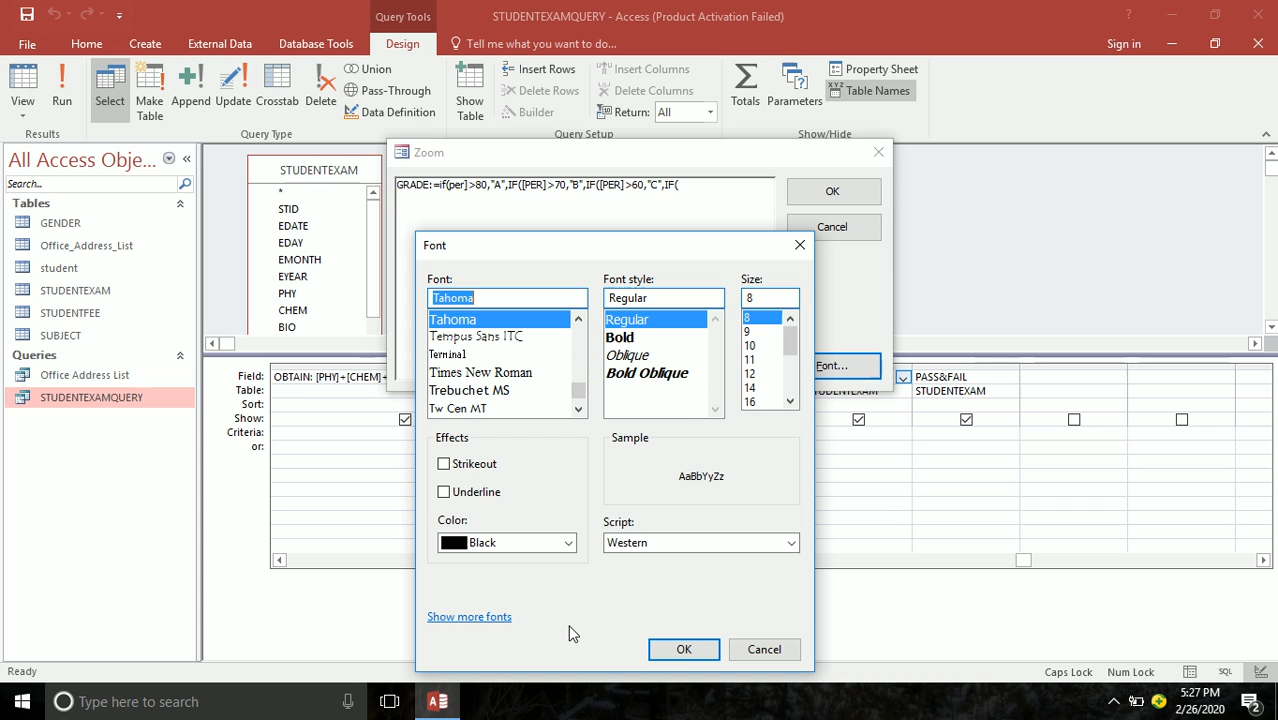 Query Tools
STUDENTEXAMQUERY - Access (Product Activation Failed)
File
Home
Create
External Data
Database Tools
Design
Tell me what you want to do...
Sign in
View
Run
Select
Make Table
Append
Update
Crosstab
Delete
Union
Pass-Through
Data Definition
Show Table
Insert Rows
Delete Rows
Builder
Insert Columns
Delete Columns
Return:
All
Totals
Parameters
Property Sheet
Table Names
Results
Query Type
Query Setup
Show/Hide
All Access Obje...
Search...
Tables
GENDER
Office_Address_List
student
STUDENTEXAM
STUDENTFEE
SUBJECT
Queries
Office Address List
STUDENTEXAMQUERY
STUDENTEXAM
*
STID
EDATE
EDAY
EMONTH
EYEAR
PHY
CHEM
BIO
Zoom
GRADE:=if(per]>80,"A",IF([PER]>70,"B",IF([PER]>60,"C",IF(
OK
Cancel
Font...
Font
Font:
Tahoma
Tahoma
Tempus Sans ITC
Terminal
Times New Roman
Trebuchet MS
Tw Cen MT
Font style:
Regular
Regular
Bold
Oblique
Bold Oblique
Size:
8
8
9
10
11
12
14
16
Effects
Strikeout
Underline
Color:
Black
Sample
AaBbYyZz
Script:
Western
Show more fonts
OK
Cancel
Field:
OBTAIN: [PHY]+[CHEM]+
PASS&FAIL
Table:
STUDENTEXAM
Sort:
Show:
Criteria:
or:
Ready
Caps Lock
Num Lock
SQL
Type here to search
5:27 PM
2/26/2020
2